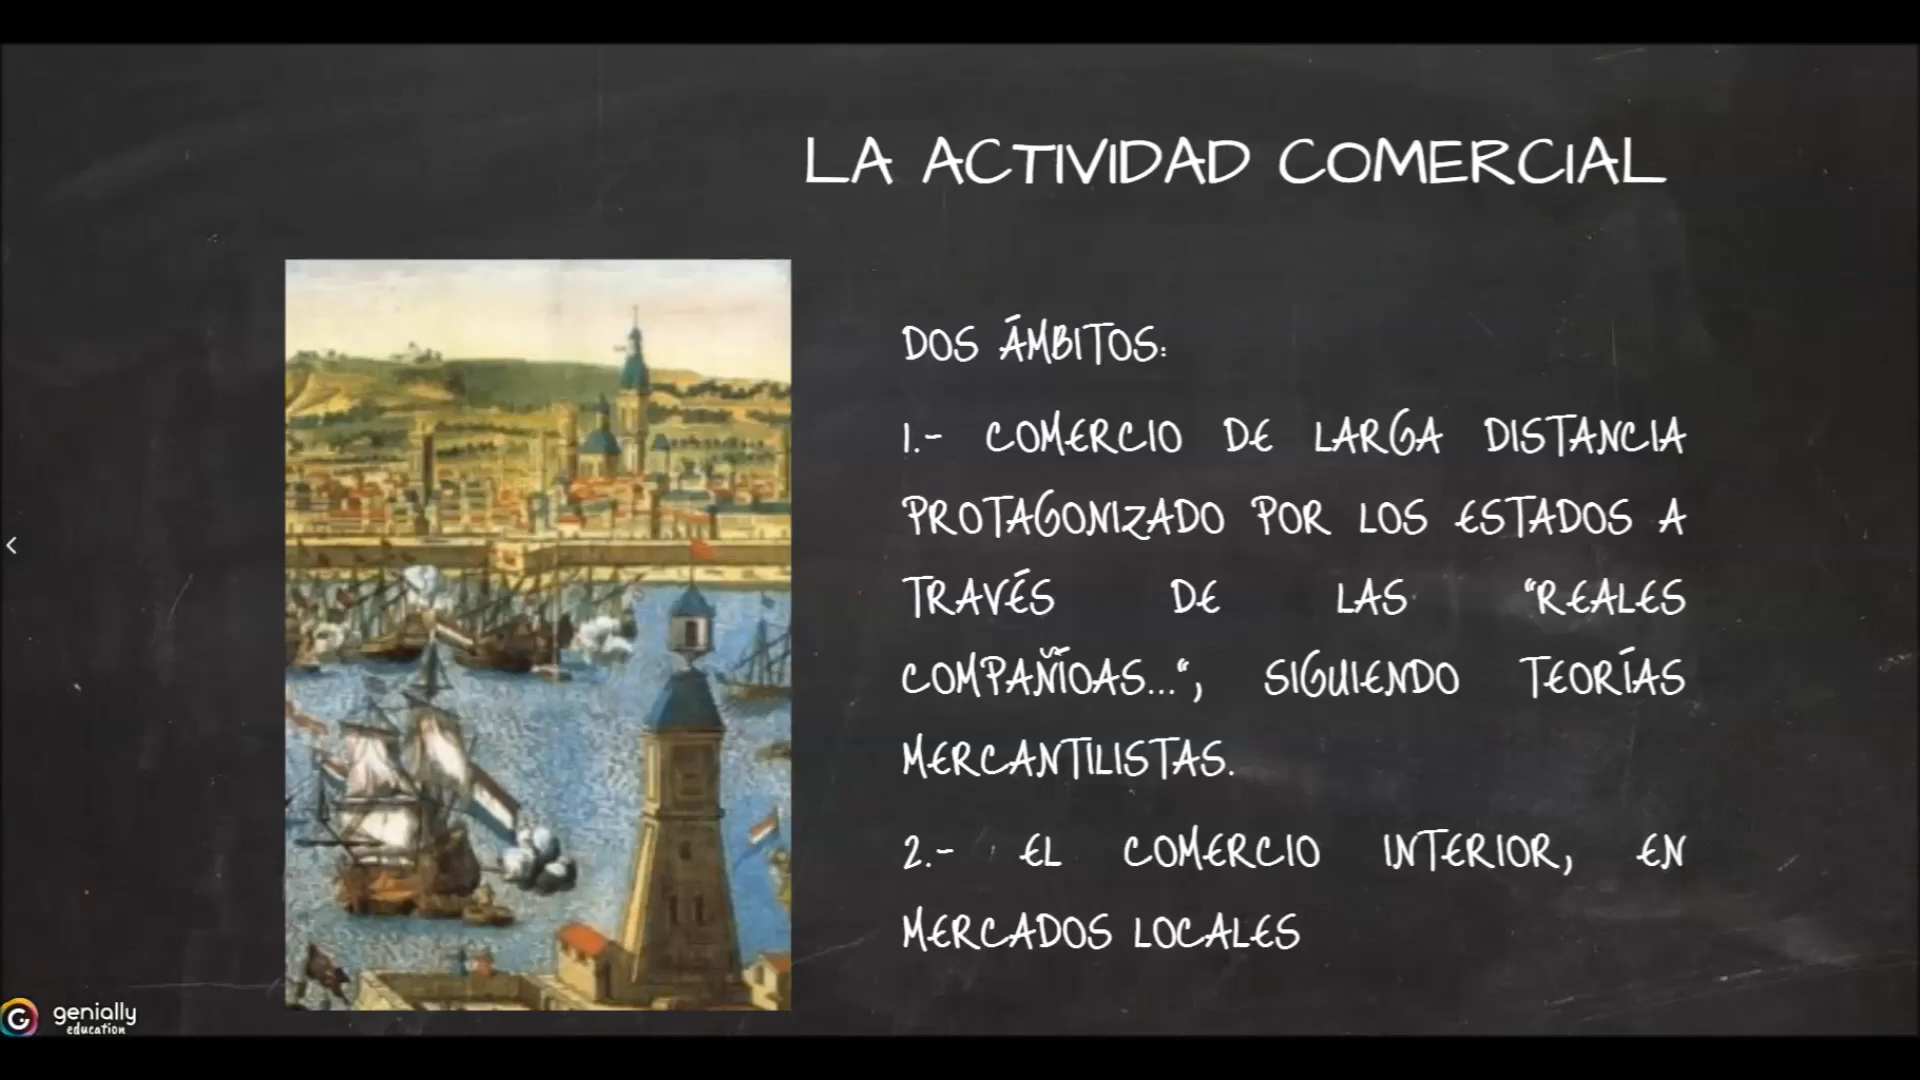 LA ACTIVIDAD COMERCIAL
DOS ÁMBITOS:
1.- COMERCIO DE LARGA DISTANCIA
PROTAGONIZADO POR LOS ESTADOS A
TRAVÉS DE LAS "REALES
COMPAÑÍOAS...", SIGUIENDO TEORÍAS
MERCANTILISTAS.
2.- EL COMERCIO INTERIOR, EN
MERCADOS LOCALES
genially
education